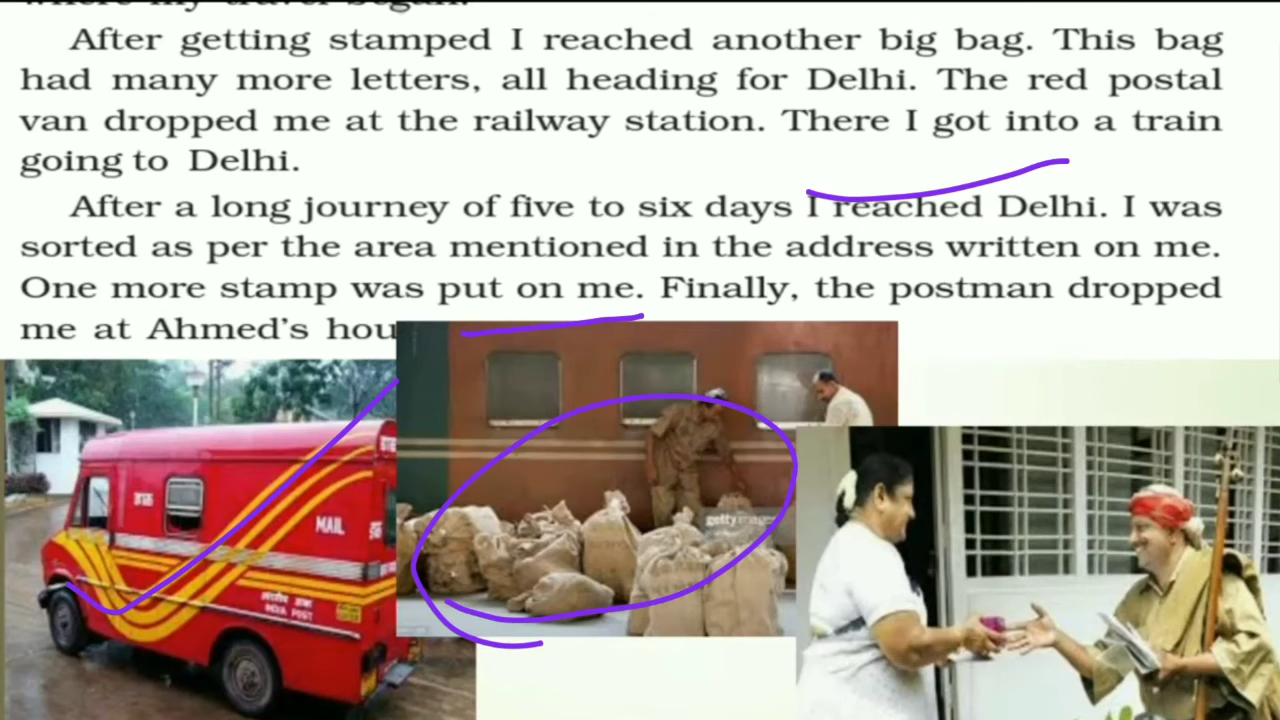 After getting stamped I reached another big bag. This bag
had many more letters, all heading for Delhi. The red postal
van dropped me at the railway station. There I got into a train
going to Delhi.
After a long journey of five to six days I reached Delhi. I was
sorted as per the area mentioned in the address written on me.
One more stamp was put on me. Finally, the postman dropped
me at Ahmed's
डाक
MAIL
भारतीय डाक
INDIA POST
gettyimages